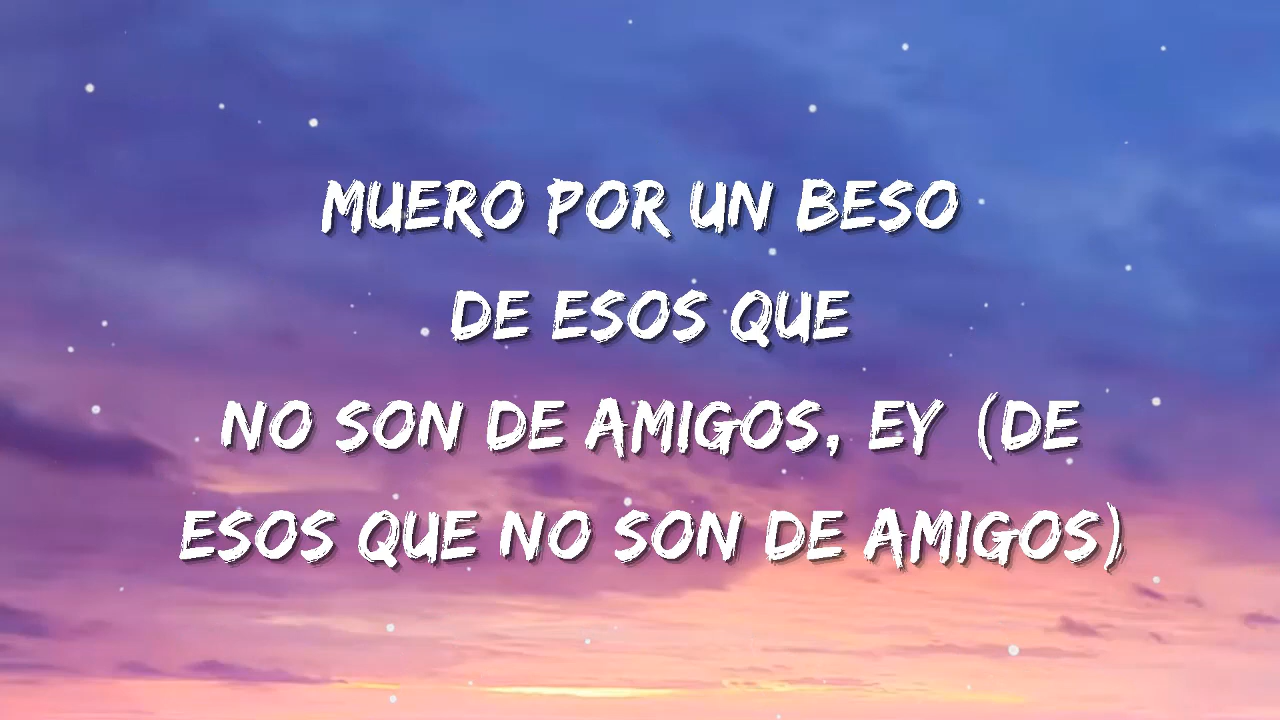 MUERO POR UN BESO
DE ESOS QUE
NO SON DE AMIGOS, EY (DE
ESOS QUE NO SON DE AMIGOS)